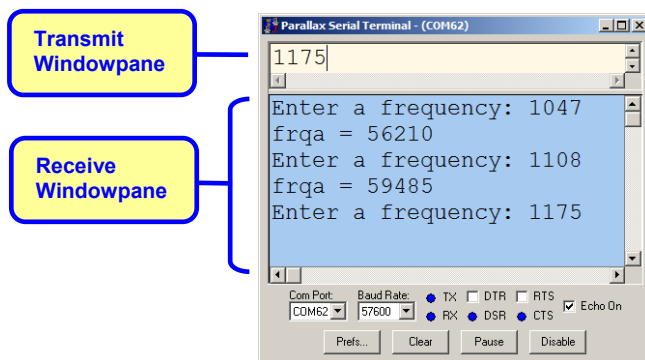 Transmit
Windowpane
Receive
Windowpane
Parallax Serial Terminal - (COM62)
1175
Enter a frequency: 1047
frqa = 56210
Enter a frequency: 1108
frqa = 59485
Enter a frequency: 1175
Com Port: Baud Rate: TX DTR RTS
COM62 57600 RX DSR CTS Echo On
Prefs... Clear Pause Disable